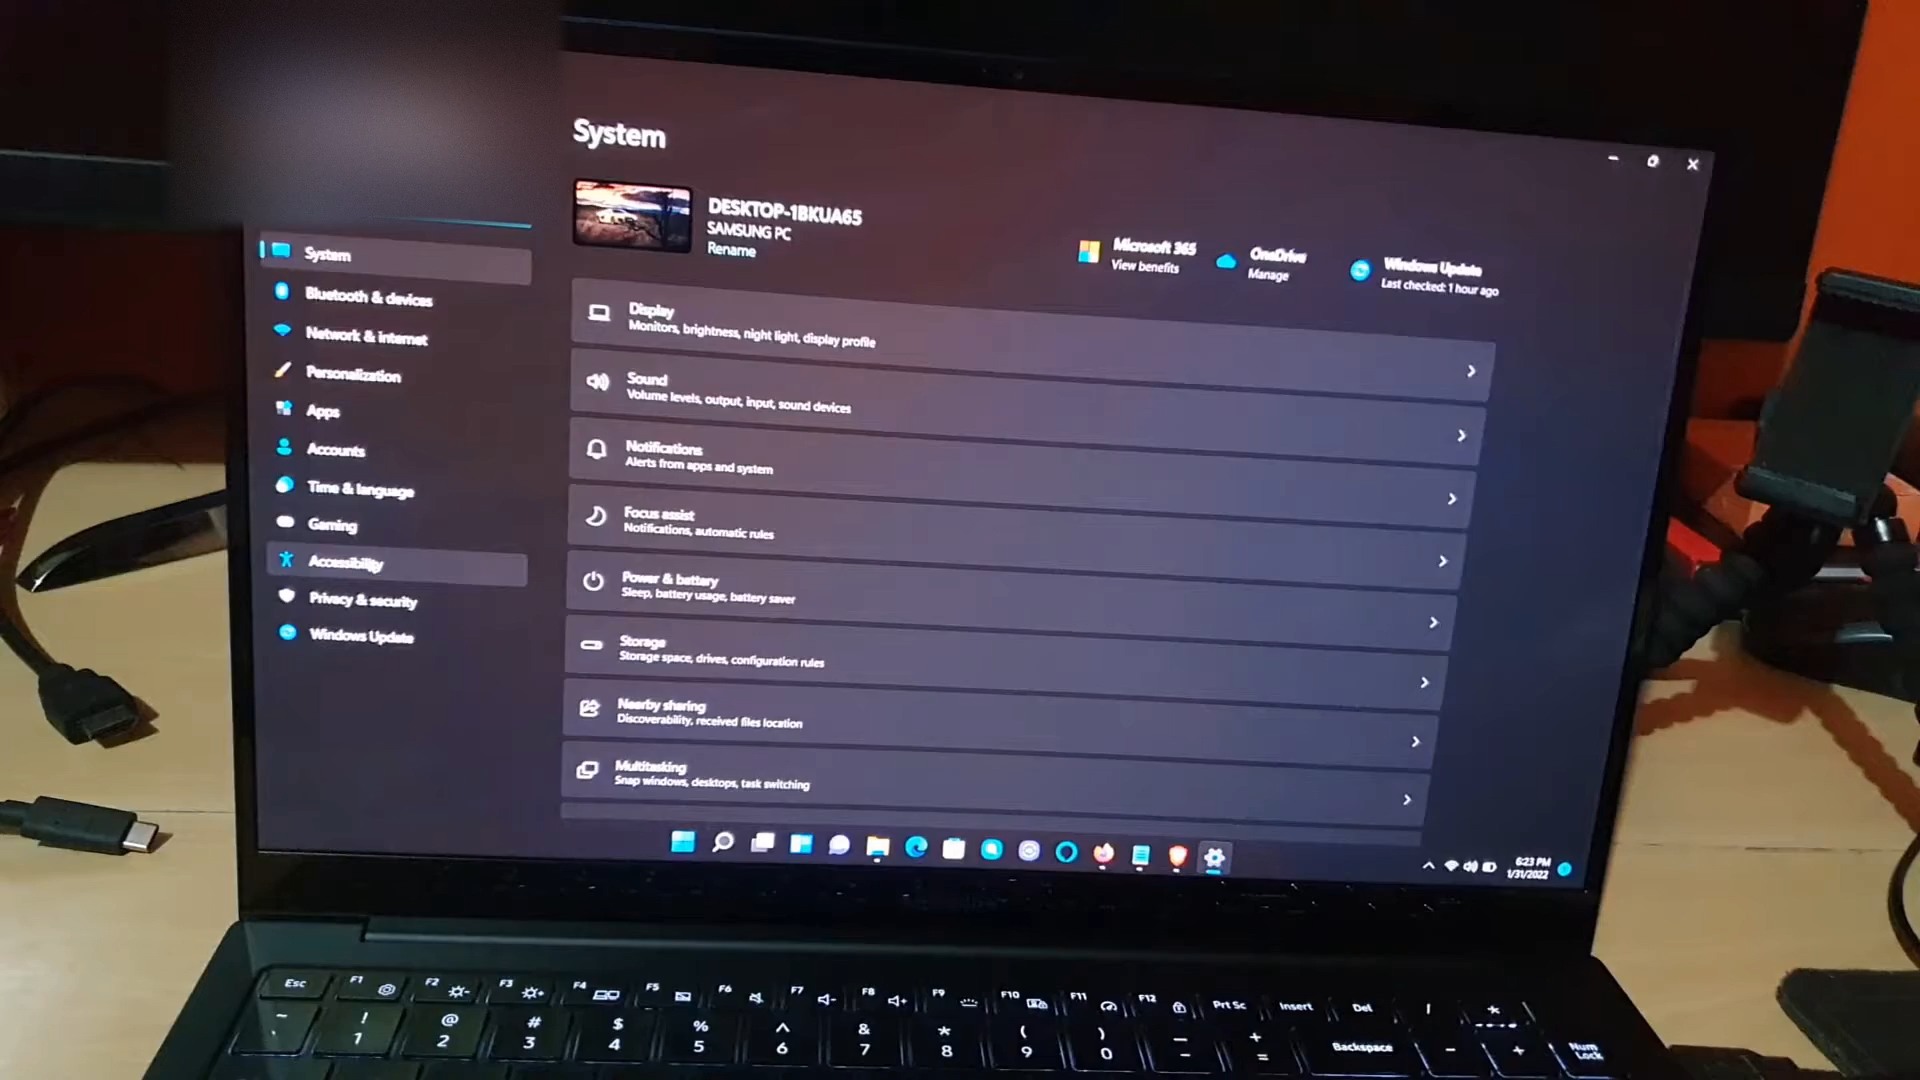 System
DESKTOP-1BKUA65
SAMSUNG PC
Rename
Microsoft 365
View benefits
OneDrive
Manage
Windows Update
Last checked: 1 hour ago
System
Bluetooth & devices
Network & internet
Personalization
Apps
Accounts
Time & language
Gaming
Accessibility
Privacy & security
Windows Update
Display
Monitors, brightness, night light, display profile
Sound
Volume levels, output, input, sound devices
Notifications
Alerts from apps and system
Focus assist
Notifications, automatic rules
Power & battery
Sleep, battery usage, battery saver
Storage
Storage space, drives, configuration rules
Nearby sharing
Discoverability, received files location
Multitasking
Snap windows, desktops, task switching
6:23 PM
1/31/2022
Esc F1 F2 F3 F4 F5 F6 F7 F8 F9 F10 F11 F12 Prt Sc Insert Del / *
~ ! @ # $ % ^ & * ( ) _ +
` 1 2 3 4 5 6 7 8 9 0 - = Backspace - + Num Lock